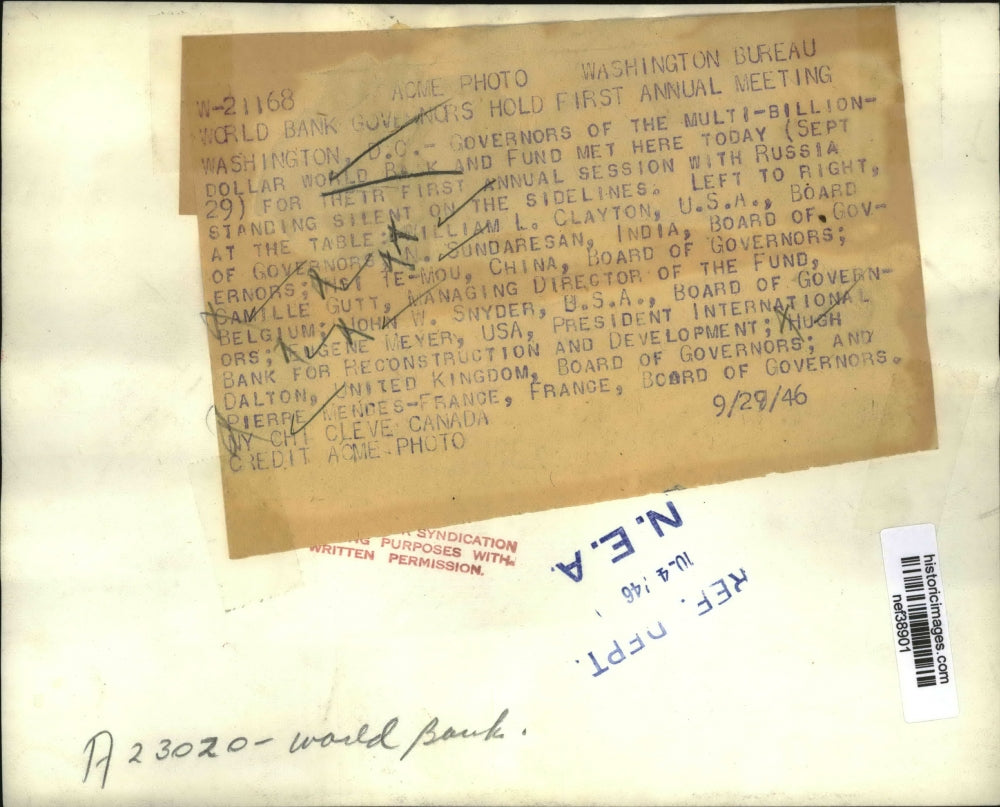 W-21168 ACME PHOTO WASHINGTON BUREAU
WORLD BANK GOVERNORS HOLD FIRST ANNUAL MEETING
WASHINGTON, D.C.- GOVERNORS OF THE MULTI-BILLION-
DOLLAR WORLD BANK AND FUND MET HERE TODAY (SEPT
29) FOR THEIR FIRST ANNUAL SESSION WITH RUSSIA
STANDING SILENT ON THE SIDELINES. LEFT TO RIGHT,
AT THE TABLE: WILLIAM L. CLAYTON, U.S.A., BOARD
OF GOVERNORS; N. SUNDARESAN, INDIA, BOARD OF GOV-
ERNORS; TE-MOU, CHINA, BOARD OF GOVERNORS;
CAMILLE GUTT, MANAGING DIRECTOR OF THE FUND,
BELGIUM; JOHN W. SNYDER, U.S.A., BOARD OF GOVERN-
ORS; EUGENE MEYER, USA, PRESIDENT INTERNATIONAL
BANK FOR RECONSTRUCTION AND DEVELOPMENT; HUGH
DALTON, UNITED KINGDOM, BOARD OF GOVERNORS; AND
PIERRE MENDES-FRANCE, FRANCE, BOARD OF GOVERNORS.
NY CHI CLEVE CANADA 9/29/46
CREDIT ACME PHOTO
SYNDICATION
PURPOSES WITH-
WRITTEN PERMISSION.
N.E.A.
10.4.'46
REF. DEPT.
historicimages.com
nef38901
A 23020 - World Bank.